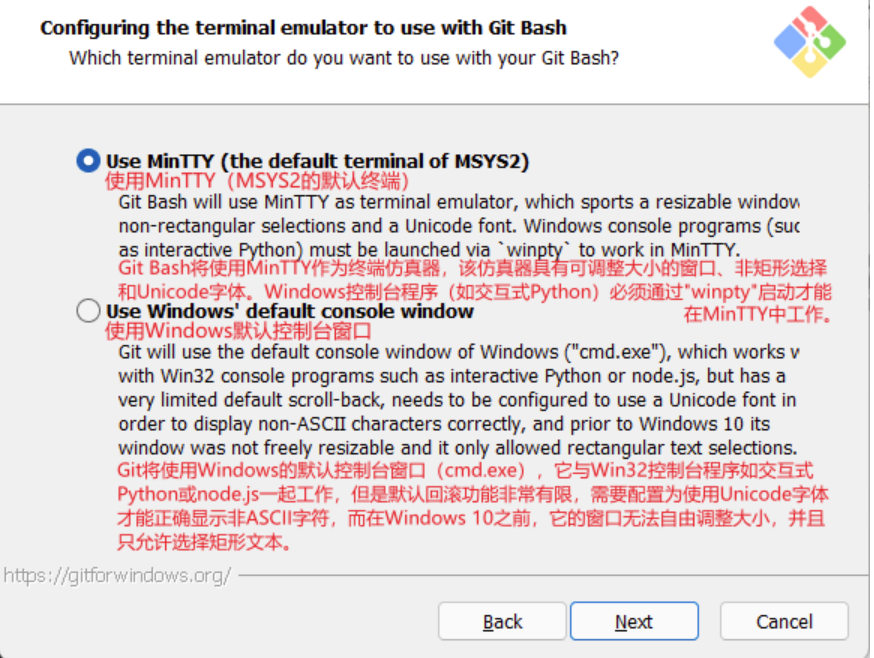 Configuring the terminal emulator to use with Git Bash
Which terminal emulator do you want to use with your Git Bash?
Use MinTTY (the default terminal of MSYS2)
使用MinTTY（MSYS2的默认终端）
Git Bash will use MinTTY as terminal emulator, which sports a resizable window
non-rectangular selections and a Unicode font. Windows console programs (suc
as interactive Python) must be launched via `winpty` to work in MinTTY.
Git Bash将使用MinTTY作为终端仿真器，该仿真器具有可调整大小的窗口、非矩形选择
和Unicode字体。Windows控制台程序（如交互式Python）必须通过"winpty"启动才能
在MinTTY中工作。
Use Windows' default console window
使用Windows默认控制台窗口
Git will use the default console window of Windows ("cmd.exe"), which works
with Win32 console programs such as interactive Python or node.js, but has a
very limited default scroll-back, needs to be configured to use a Unicode font in
order to display non-ASCII characters correctly, and prior to Windows 10 its
window was not freely resizable and it only allowed rectangular text selections.
Git将使用Windows的默认控制台窗口（cmd.exe），它与Win32控制台程序如交互式
Python或node.js一起工作，但是默认回滚功能非常有限，需要配置为使用Unicode字体
才能正确显示非ASCII字符，而在Windows 10之前，它的窗口无法自由调整大小，并且
只允许选择矩形文本。
https://gitforwindows.org/
Back
Next
Cancel